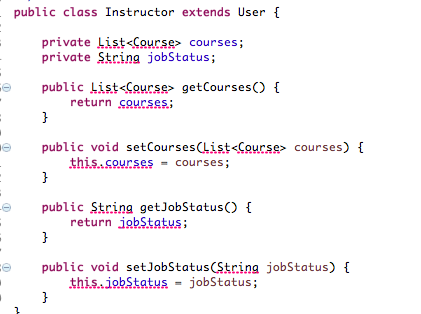 public class Instructor extends User {
private List<Course> courses;
private String jobStatus;
public List<Course> getCourses() {
return courses;
}
public void setCourses(List<Course> courses) {
this.courses = courses;
}
public String getJobStatus() {
return jobStatus;
}
public void setJobStatus(String jobStatus) {
this.jobStatus = jobStatus;
}
}